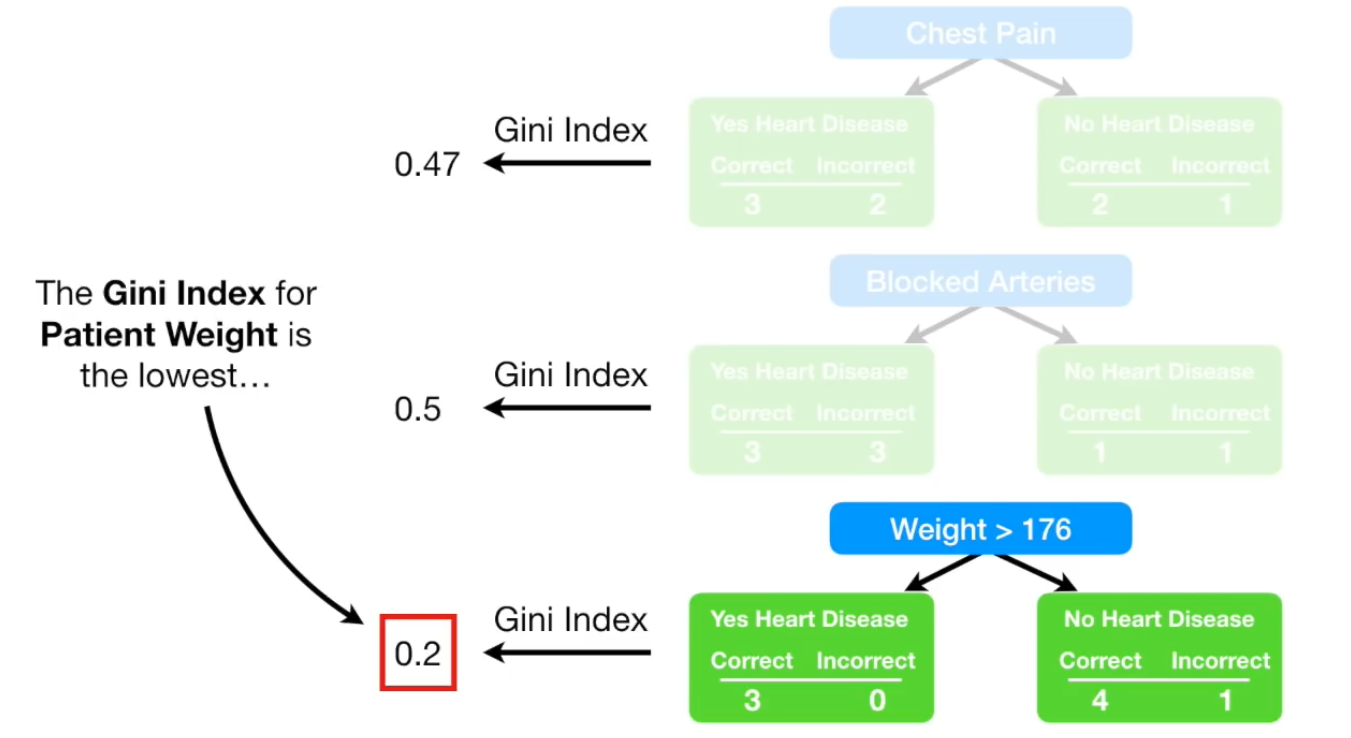 Chest Pain
Gini Index
0.47
Yes Heart Disease
Correct Incorrect
3 2
No Heart Disease
Correct Incorrect
2 1
The Gini Index for
Patient Weight is
the lowest…
Blocked Arteries
Gini Index
0.5
Yes Heart Disease
Correct Incorrect
3 3
No Heart Disease
Correct Incorrect
1 1
Weight > 176
Gini Index
0.2
Yes Heart Disease
Correct Incorrect
3 0
No Heart Disease
Correct Incorrect
4 1